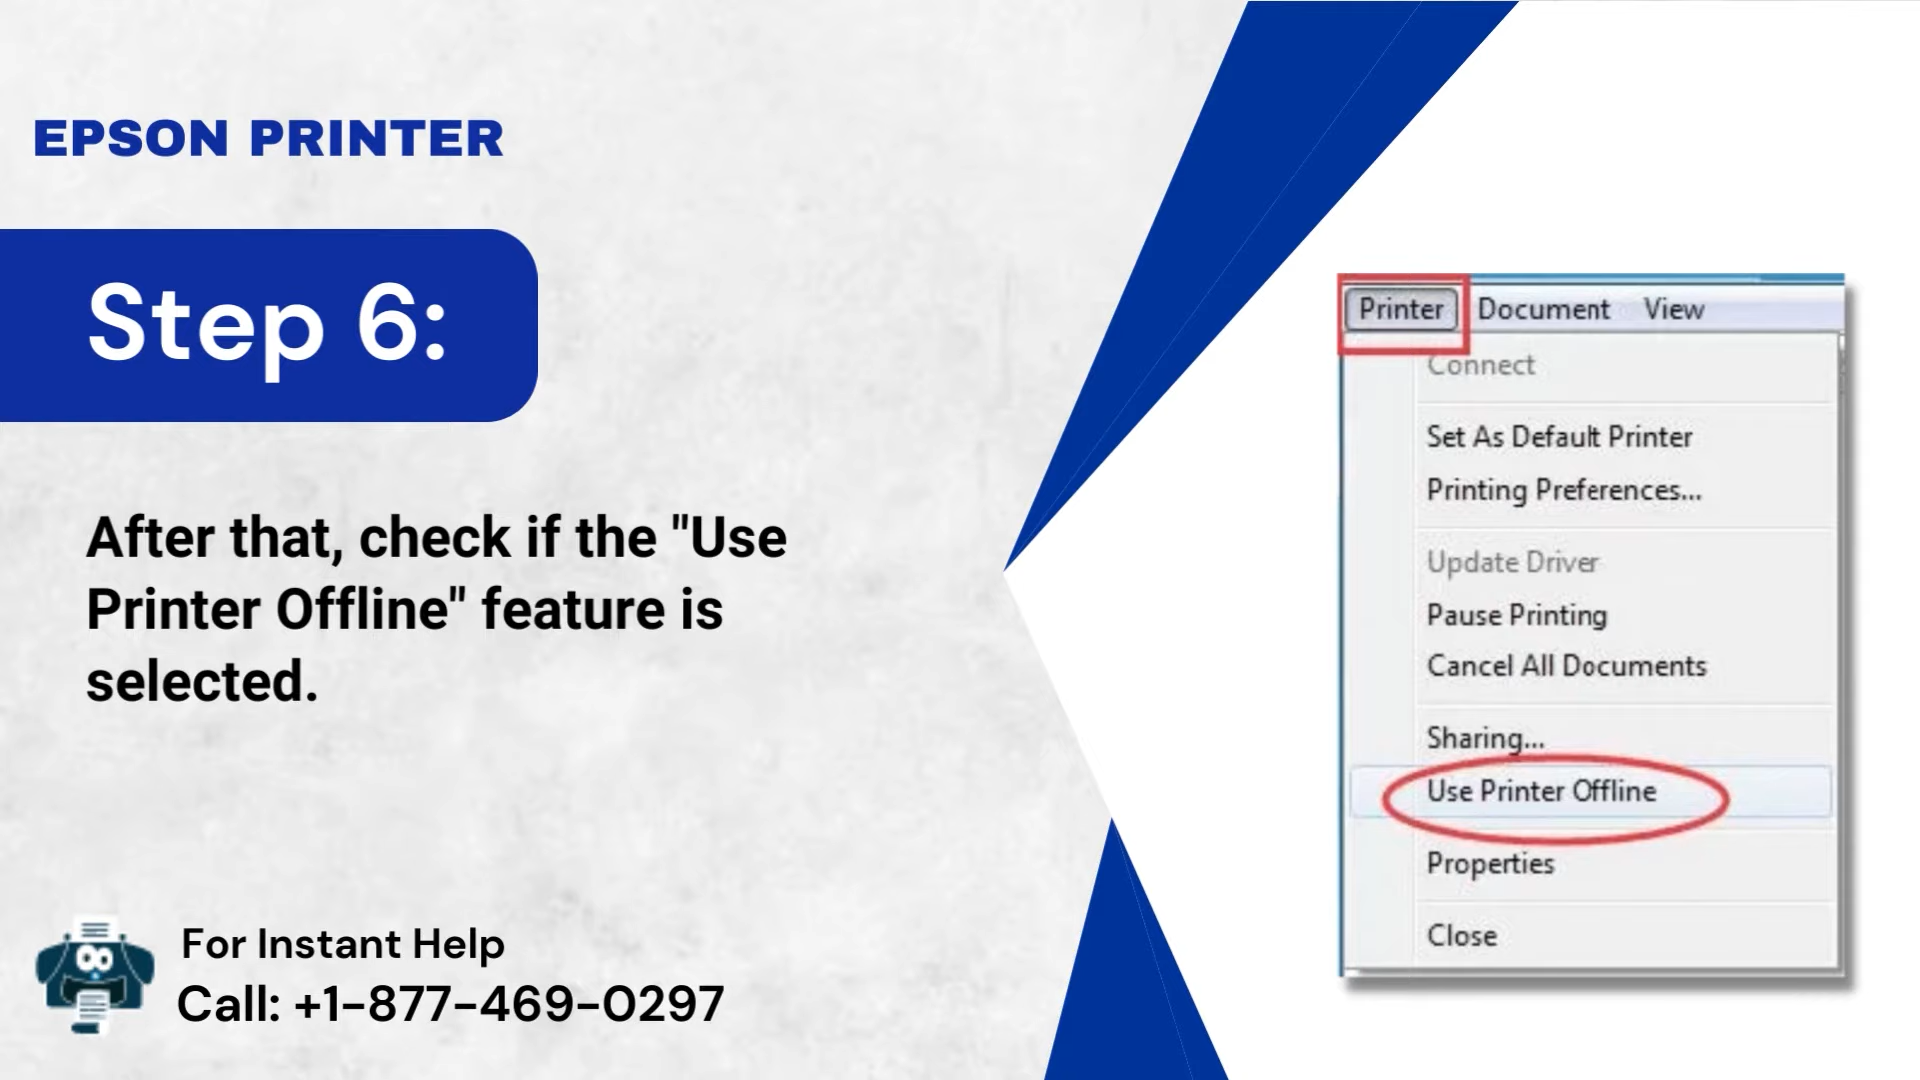 EPSON PRINTER
Step 6:
After that, check if the "Use
Printer Offline" feature is
selected.
For Instant Help
Call: +1-877-469-0297
Printer Document View
Connect
Set As Default Printer
Printing Preferences...
Update Driver
Pause Printing
Cancel All Documents
Sharing...
Use Printer Offline
Properties
Close